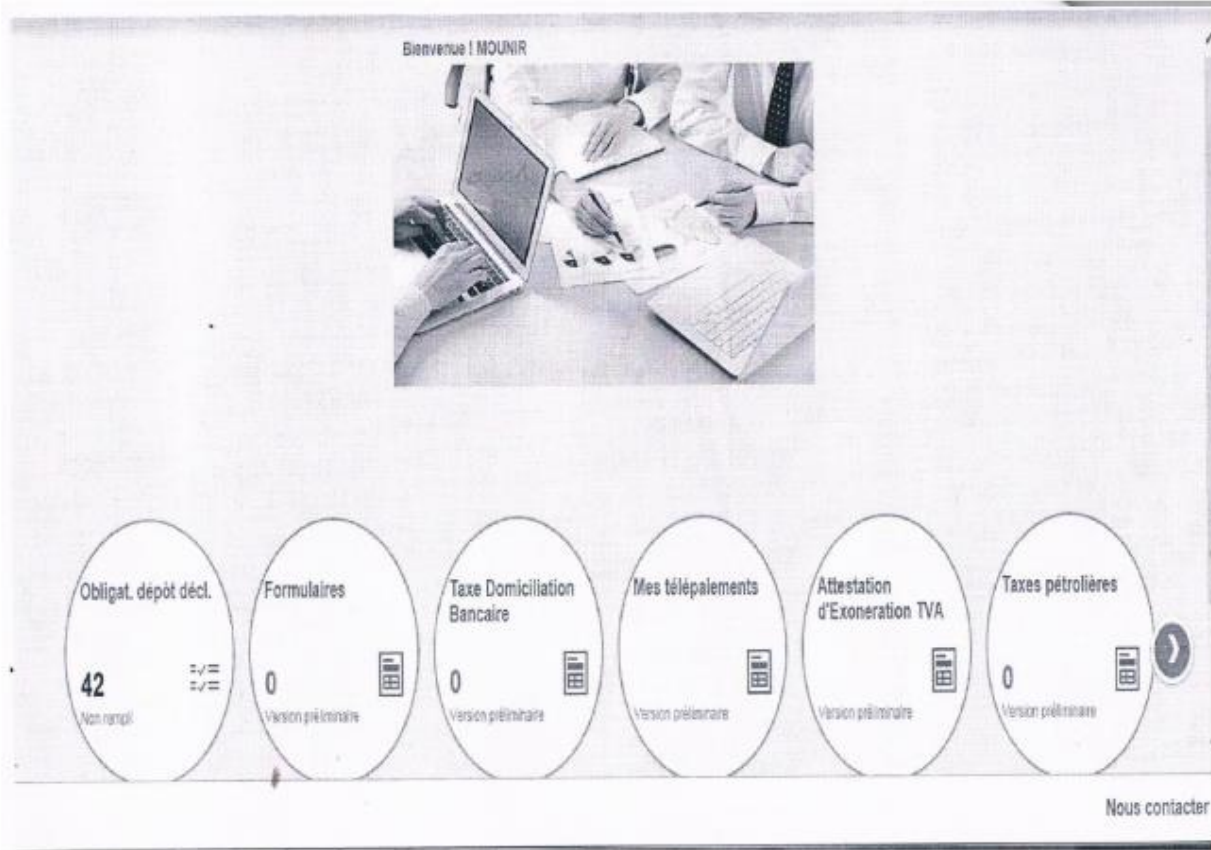 Bienvenue ! MOUNIR
Obligat. dépôt décl.
42
Non rempli
Formulaires
0
Version préliminaire
Taxe Domiciliation
Bancaire
0
Version préliminaire
Mes télépaiements
Version préliminaire
Attestation
d'Exoneration TVA
Version préliminaire
Taxes pétrolières
0
Version préliminaire
Nous contacter